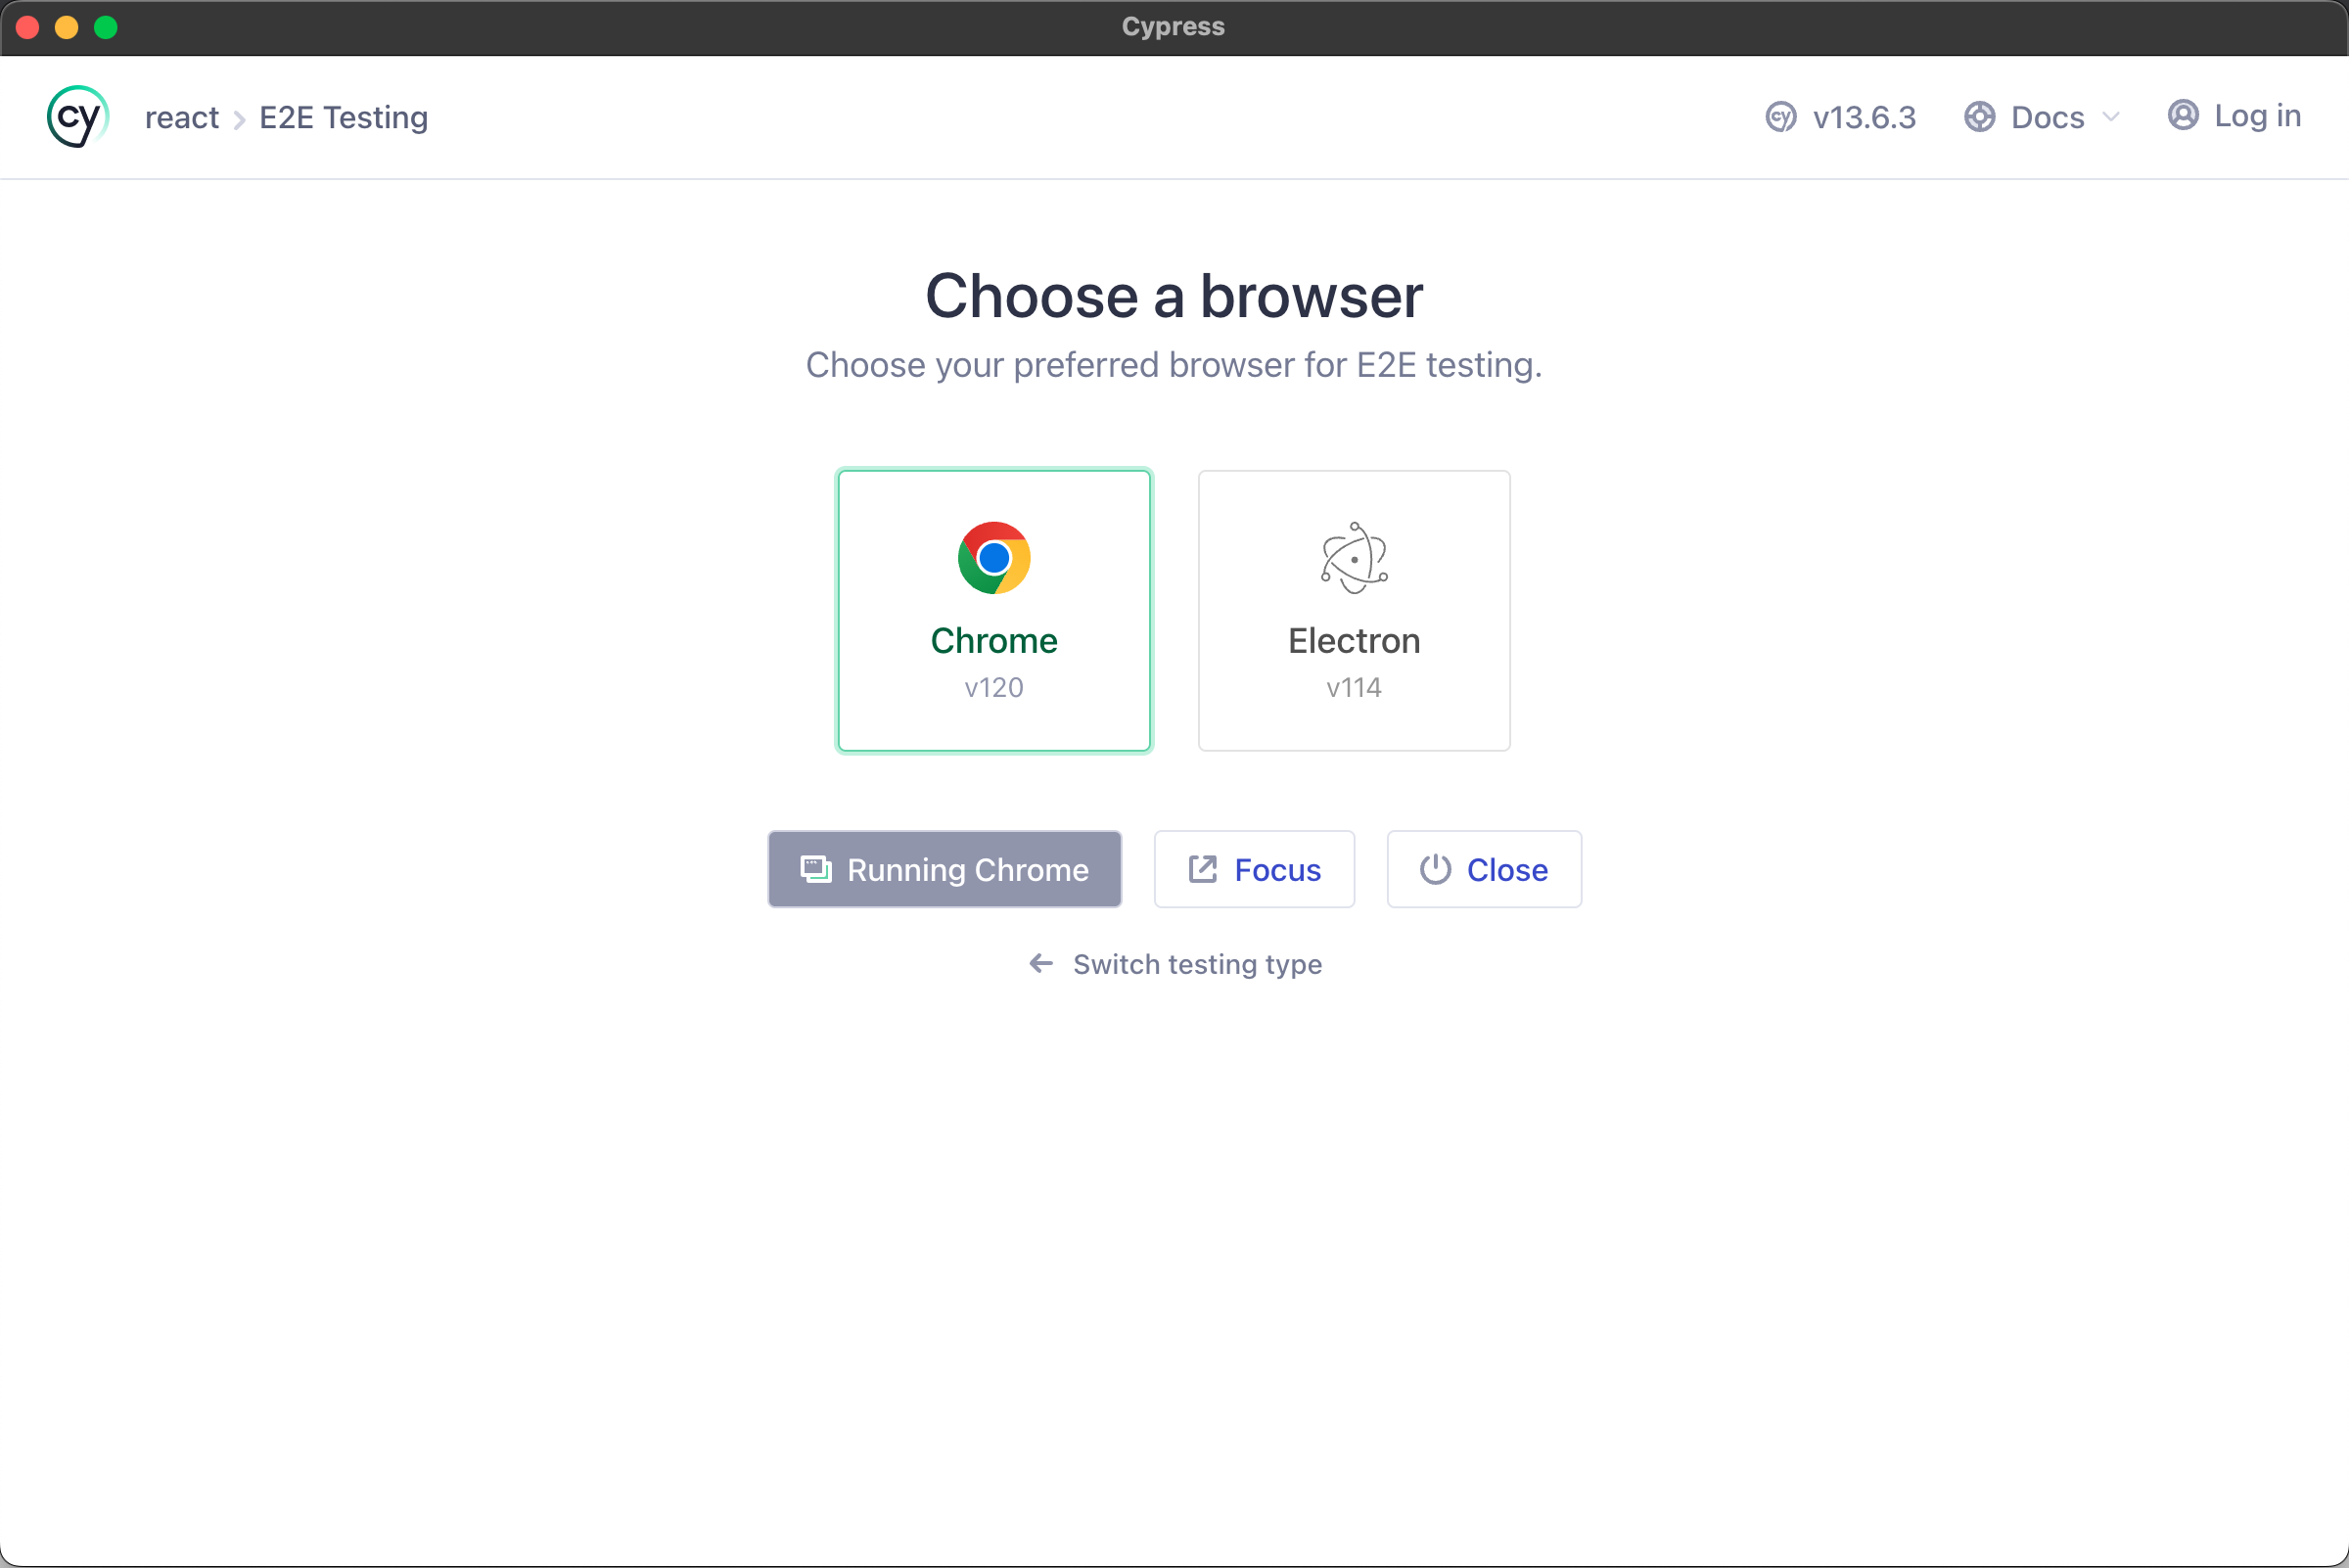 Cypress
cy react E2E Testing cy v13.6.3 Docs Log in
Choose a browser
Choose your preferred browser for E2E testing.
Chrome Electron
v120 v114
Running Chrome Focus Close
Switch testing type